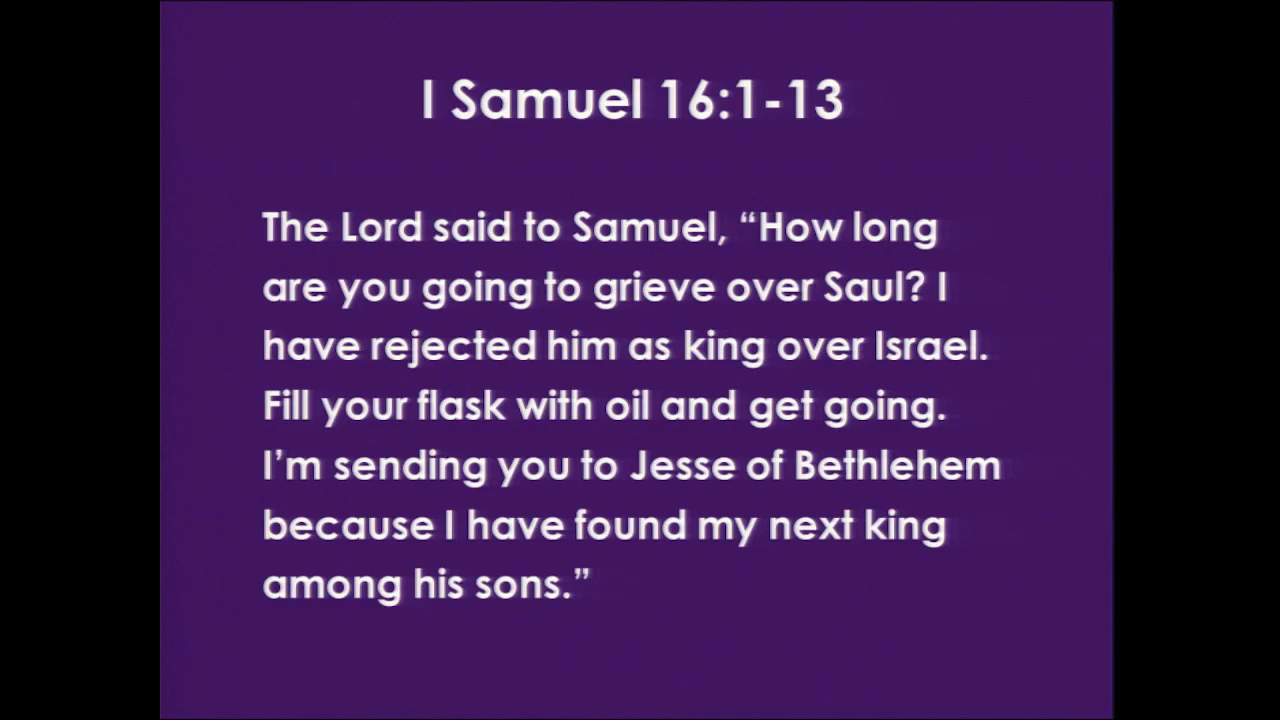 I Samuel 16:1-13
The Lord said to Samuel, “How long
are you going to grieve over Saul? I
have rejected him as king over Israel.
Fill your flask with oil and get going.
I’m sending you to Jesse of Bethlehem
because I have found my next king
among his sons.”